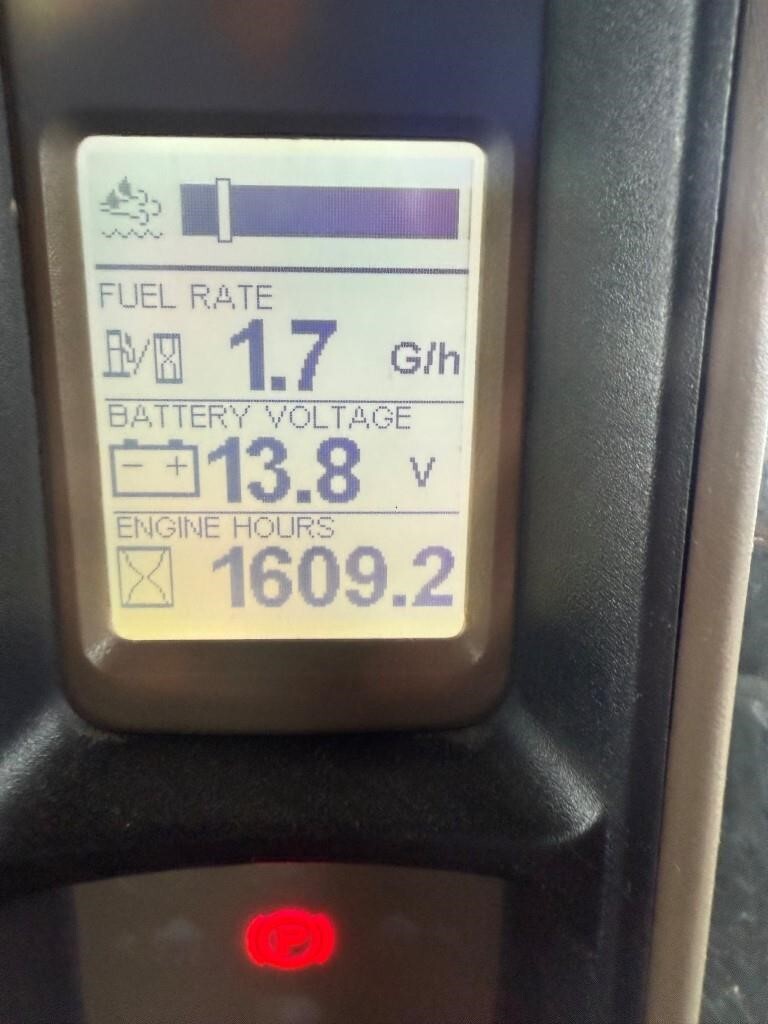 FUEL RATE
1.7 G/h
BATTERY VOLTAGE
- + 13.8 V
ENGINE HOURS
1609.2
P